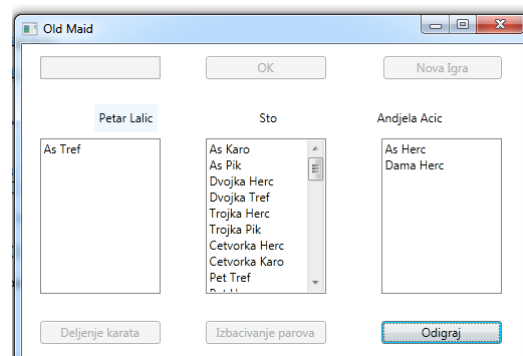 Old Maid
OK
Nova Igra
Petar Lalic
Sto
Andjela Acic
As Tref
As Karo
As Pik
Dvojka Herc
Dvojka Tref
Trojka Herc
Trojka Pik
Cetvorka Herc
Cetvorka Karo
Pet Tref
As Herc
Dama Herc
Deljenje karata
Izbacivanje parova
Odigraj